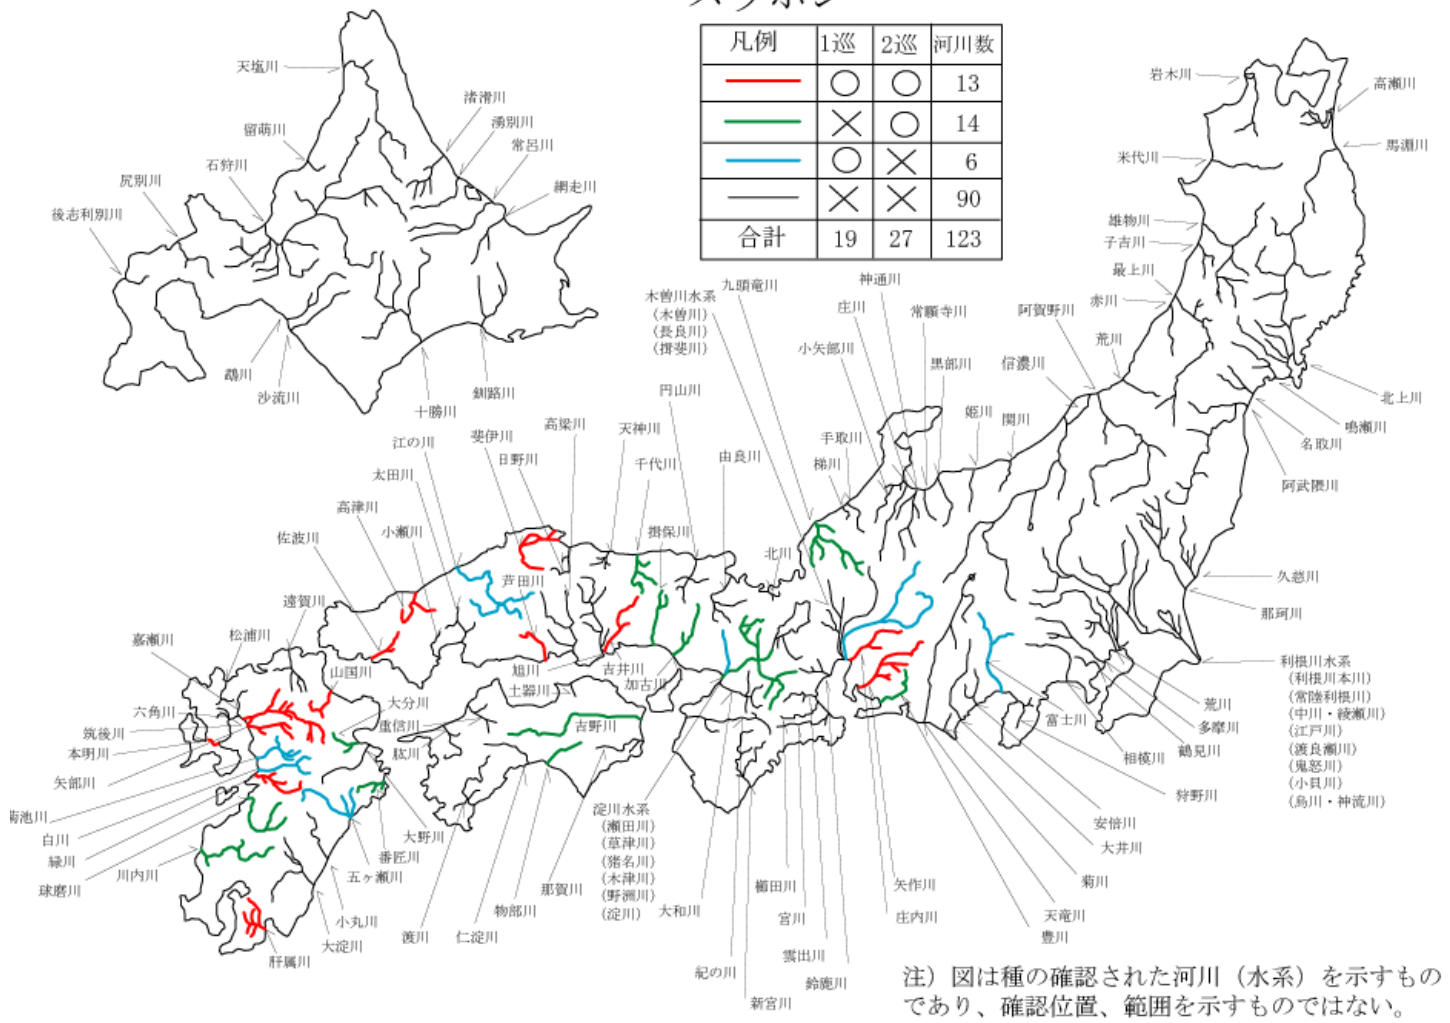 スッポン
凡例 1巡 2巡 河川数
○ ○ 13
× ○ 14
○ × 6
× × 90
合計 19 27 123
天塩川
渚滑川
湧別川
常呂川
網走川
留萌川
石狩川
尻別川
後志利別川
鵡川
沙流川
十勝川
釧路川
岩木川
高瀬川
馬淵川
米代川
雄物川
子吉川
最上川
赤川
荒川
阿賀野川
信濃川
関川
姫川
黒部川
常願寺川
神通川
庄川
小矢部川
手取川
梯川
九頭竜川
木曽川水系
(木曽川)
(長良川)
(揖斐川)
円山川
由良川
北川
千代川
天神川
揖保川
高梁川
日野川
斐伊川
江の川
太田川
高津川
小瀬川
佐波川
芦田川
旭川
吉井川
加古川
土器川
吉野川
重信川
肱川
遠賀川
松浦川
嘉瀬川
六角川
筑後川
本明川
矢部川
菊池川
白川
緑川
球磨川
川内川
山国川
大分川
大野川
番匠川
五ヶ瀬川
小丸川
大淀川
肝属川
渡川
仁淀川
物部川
那賀川
淀川水系
(瀬田川)
(草津川)
(猪名川)
(木津川)
(野洲川)
(淀川)
大和川
紀の川
新宮川
櫛田川
宮川
雲出川
鈴鹿川
庄内川
矢作川
豊川
天竜川
菊川
大井川
安倍川
狩野川
富士川
相模川
鶴見川
多摩川
荒川
北上川
鳴瀬川
名取川
阿武隈川
久慈川
那珂川
利根川水系
(利根川本川)
(常陸利根川)
(中川・綾瀬川)
(江戸川)
(渡良瀬川)
(鬼怒川)
(小貝川)
(烏川・神流川)
注）図は種の確認された河川（水系）を示すもの
であり、確認位置、範囲を示すものではない。